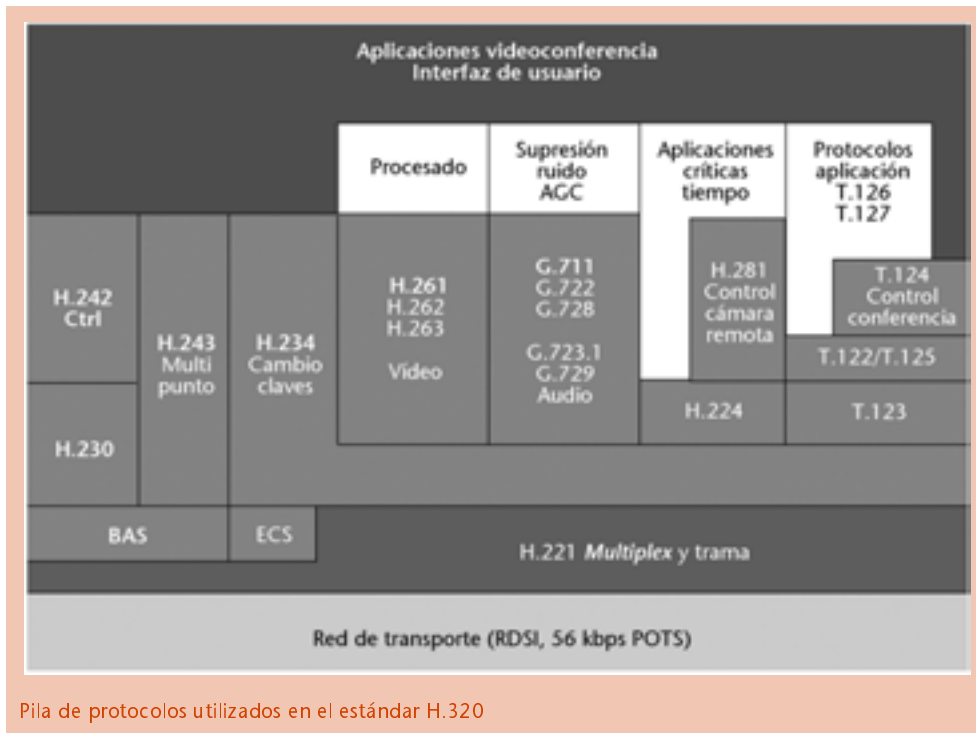 Aplicaciones videoconferencia
Interfaz de usuario
Procesado
Supresión
ruido
AGC
Aplicaciones
críticas
tiempo
Protocolos
aplicación
T.126
T.127
H.242
Ctrl
H.230
H.243
Multi
punto
H.234
Cambio
claves
H.261
H.262
H.263
Vídeo
G.711
G.722
G.728
G.723.1
G.729
Audio
H.281
Control
cámara
remota
H.224
T.124
Control
conferencia
T.122/T.125
T.123
BAS
ECS
H.221 Multiplex y trama
Red de transporte (RDSI, 56 kbps POTS)
Pila de protocolos utilizados en el estándar H.320